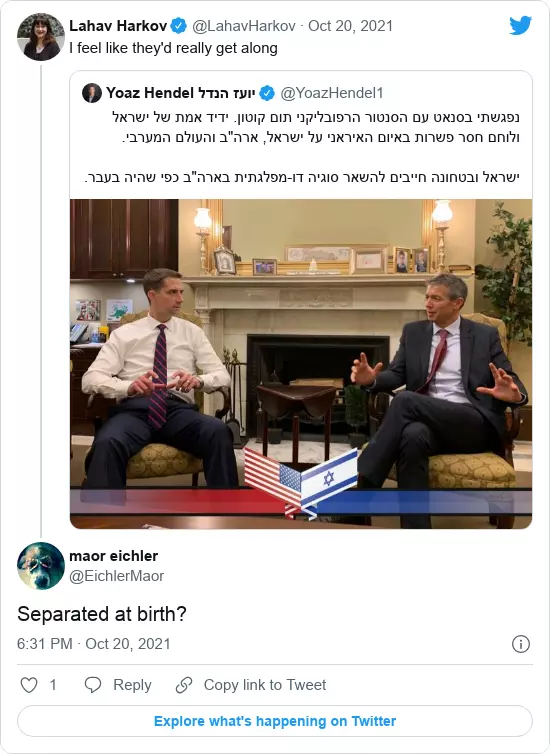 Lahav Harkov @LahavHarkov · Oct 20, 2021
I feel like they'd really get along
Yoaz Hendel יועז הנדל @YoazHendel1
נפגשתי בסנאט עם הסנטור הרפובליקני תום קוטון. ידיד אמת של ישראל
ולוחם חסר פשרות באיום האיראני על ישראל, ארה"ב והעולם המערבי.
ישראל ובטחונה חייבים להשאר סוגיה דו-מפלגתית בארה"ב כפי שהיה בעבר.
maor eichler
@EichlerMaor
Separated at birth?
6:31 PM · Oct 20, 2021
1 Reply Copy link to Tweet
Explore what's happening on Twitter